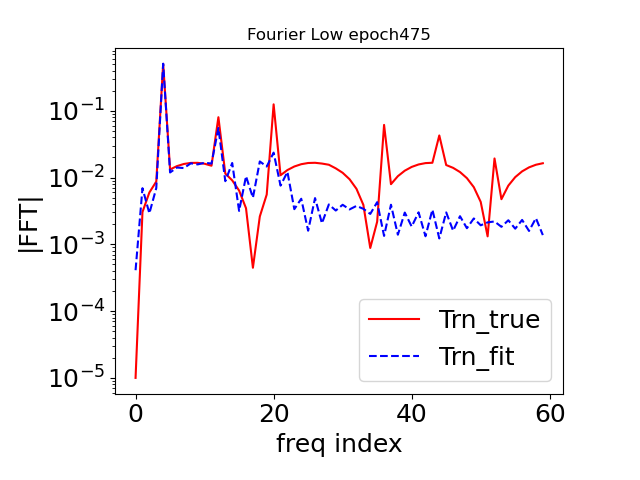 Fourier Low epoch475
|FFT|
10⁻¹
10⁻²
10⁻³
10⁻⁴
10⁻⁵
Trn_true
Trn_fit
0 20 40 60
freq index